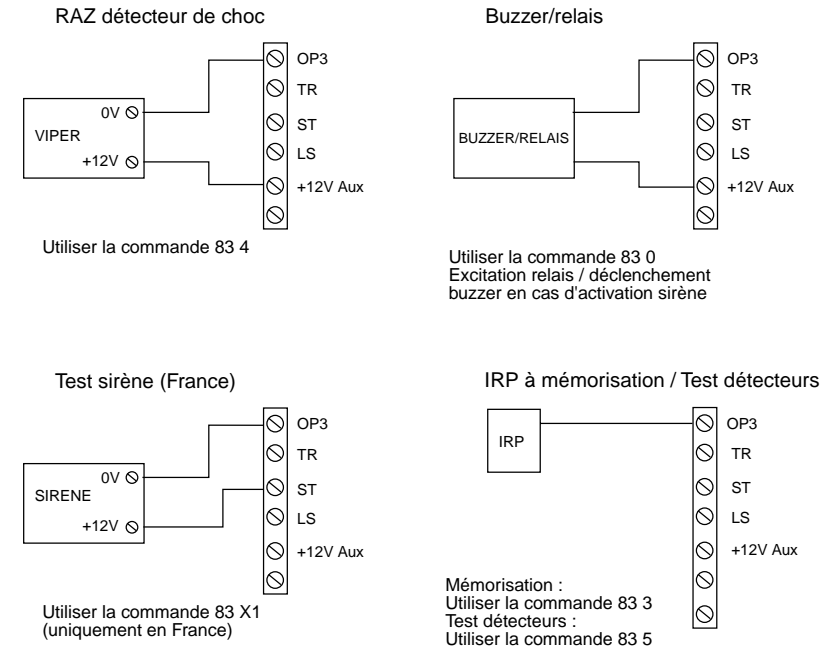 RAZ détecteur de choc
OP3
TR
ST
LS
+12V Aux
0V
VIPER
+12V
Utiliser la commande 83 4
Buzzer/relais
OP3
TR
ST
LS
+12V Aux
BUZZER/RELAIS
Utiliser la commande 83 0
Excitation relais / déclenchement
buzzer en cas d'activation sirène
Test sirène (France)
OP3
TR
ST
LS
+12V Aux
0V
SIRENE
+12V
Utiliser la commande 83 X1
(uniquement en France)
IRP à mémorisation / Test détecteurs
OP3
TR
ST
LS
+12V Aux
IRP
Mémorisation :
Utiliser la commande 83 3
Test détecteurs :
Utiliser la commande 83 5